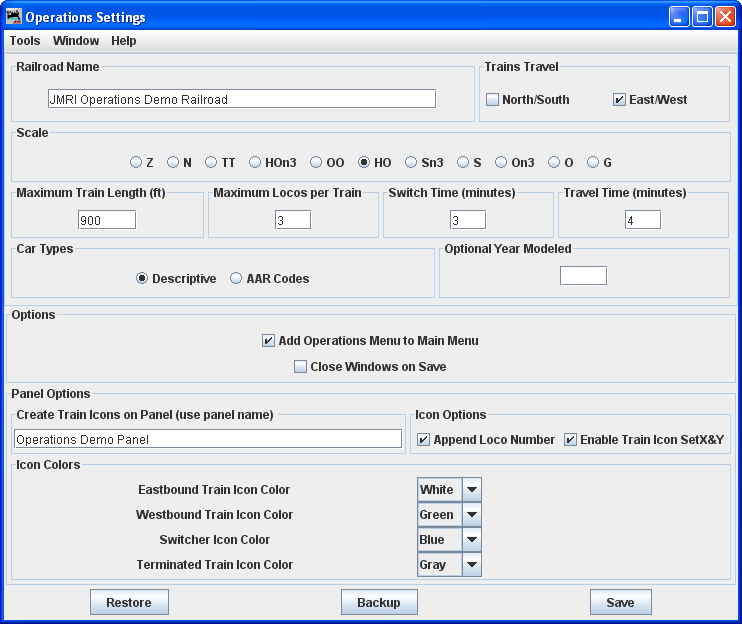 Operations Settings
Tools Window Help
Railroad Name Trains Travel
JMRI Operations Demo Railroad North/South East/West
Scale
Z N TT HOn3 OO HO Sn3 S On3 O G
Maximum Train Length (ft) Maximum Locos per Train Switch Time (minutes) Travel Time (minutes)
900 3 3 4
Car Types Optional Year Modeled
Descriptive AAR Codes
Options
Add Operations Menu to Main Menu
Close Windows on Save
Panel Options
Create Train Icons on Panel (use panel name) Icon Options
Operations Demo Panel Append Loco Number Enable Train Icon SetX&Y
Icon Colors
Eastbound Train Icon Color White
Westbound Train Icon Color Green
Switcher Icon Color Blue
Terminated Train Icon Color Gray
Restore Backup Save